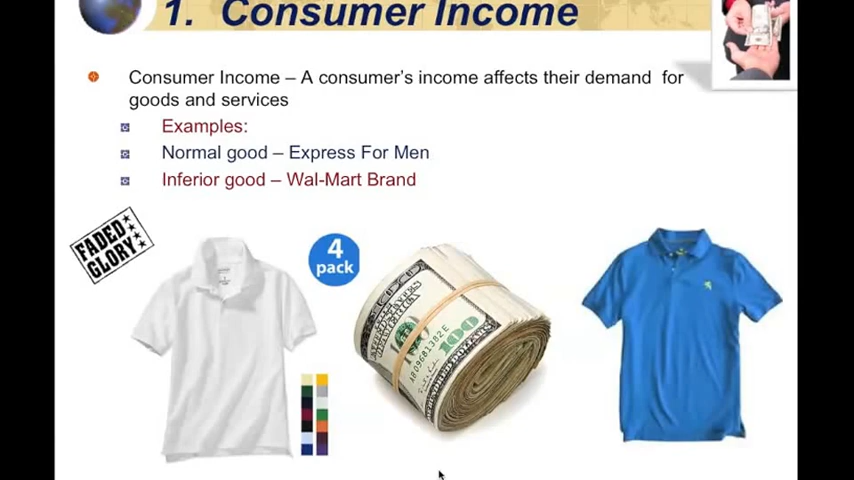 1. Consumer Income
Consumer Income – A consumer's income affects their demand for
goods and services
Examples:
Normal good – Express For Men
Inferior good – Wal-Mart Brand
FADED
GLORY
4
pack
100